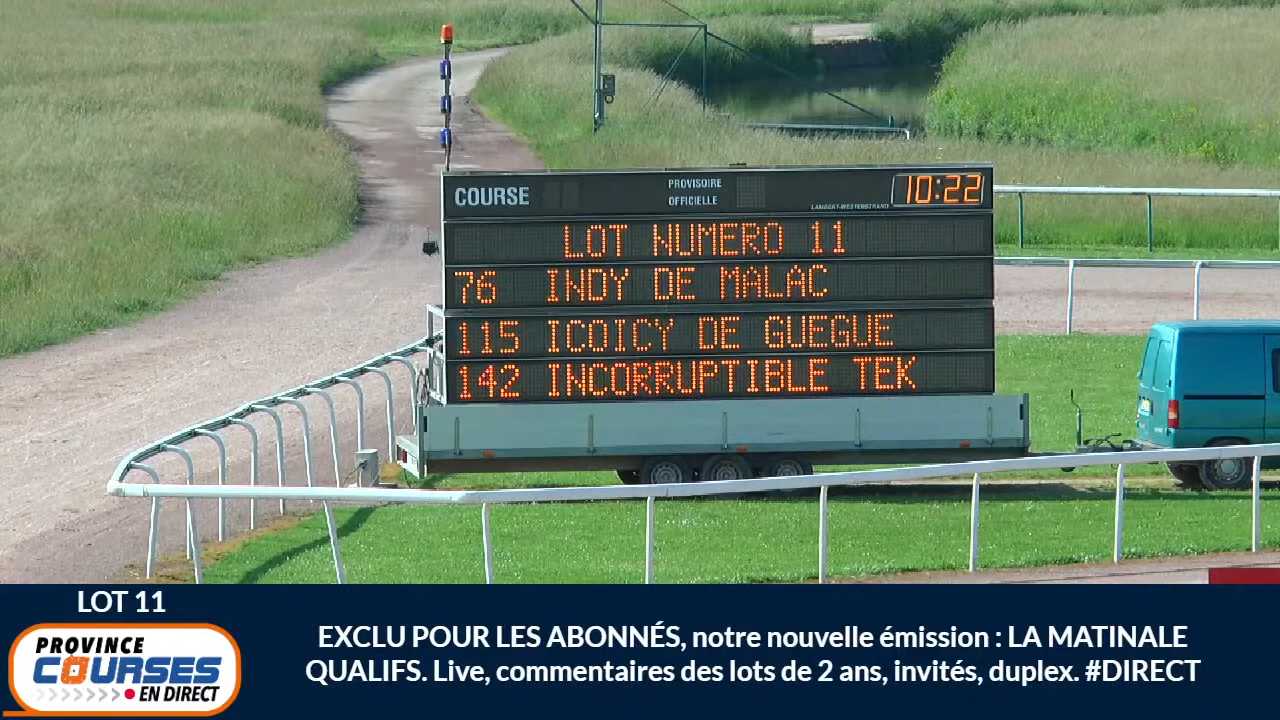 COURSE
PROVISOIRE
OFFICIELLE
10:22
LAMBERT-WESTERSTRAND
LOT NUMERO 11
76 INDY DE MALAC
115 ICOICY DE GUEGUE
142 INCORRUPTIBLE TEK
LOT 11
PROVINCE
COURSES
EN DIRECT
EXCLU POUR LES ABONNÉS, notre nouvelle émission : LA MATINALE
QUALIFS. Live, commentaires des lots de 2 ans, invités, duplex. #DIRECT